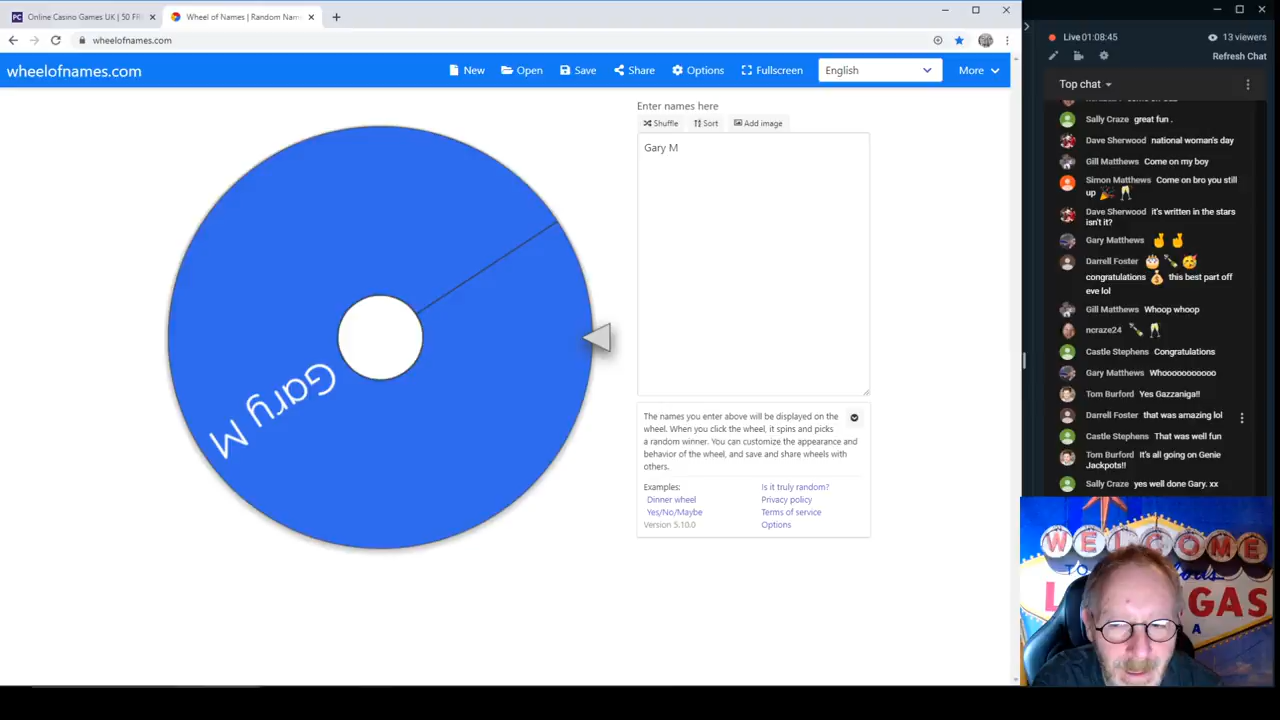 Online Casino Games UK | 50 FR
Wheel of Names | Random Nam
wheelofnames.com
wheelofnames.com
New
Open
Save
Share
Options
Fullscreen
English
More
Enter names here
Shuffle
Sort
Add image
Gary M
Gary M
The names you enter above will be displayed on the
wheel. When you click the wheel, it spins and picks
a random winner. You can customize the appearance and
behavior of the wheel, and save and share wheels with
others.
Examples:
Is it truly random?
Dinner wheel
Privacy policy
Yes/No/Maybe
Terms of service
Version 5.10.0
Options
Live 01:08:45
13 viewers
Refresh Chat
Top chat
Sally Craze great fun .
Dave Sherwood national woman's day
Gill Matthews Come on my boy
Simon Matthews Come on bro you still
up
Dave Sherwood it's written in the stars
isn't it?
Gary Matthews
Darrell Foster
congratulations this best part off
eve lol
Gill Matthews Whoop whoop
ncraze24
Castle Stephens Congratulations
Gary Matthews Whooooooooooo
Tom Burford Yes Gazzaniga!!
Darrell Foster that was amazing lol
Castle Stephens That was well fun
Tom Burford It's all going on Genie
Jackpots!!
Sally Craze yes well done Gary. xx
WELCOME
TO
VEGAS